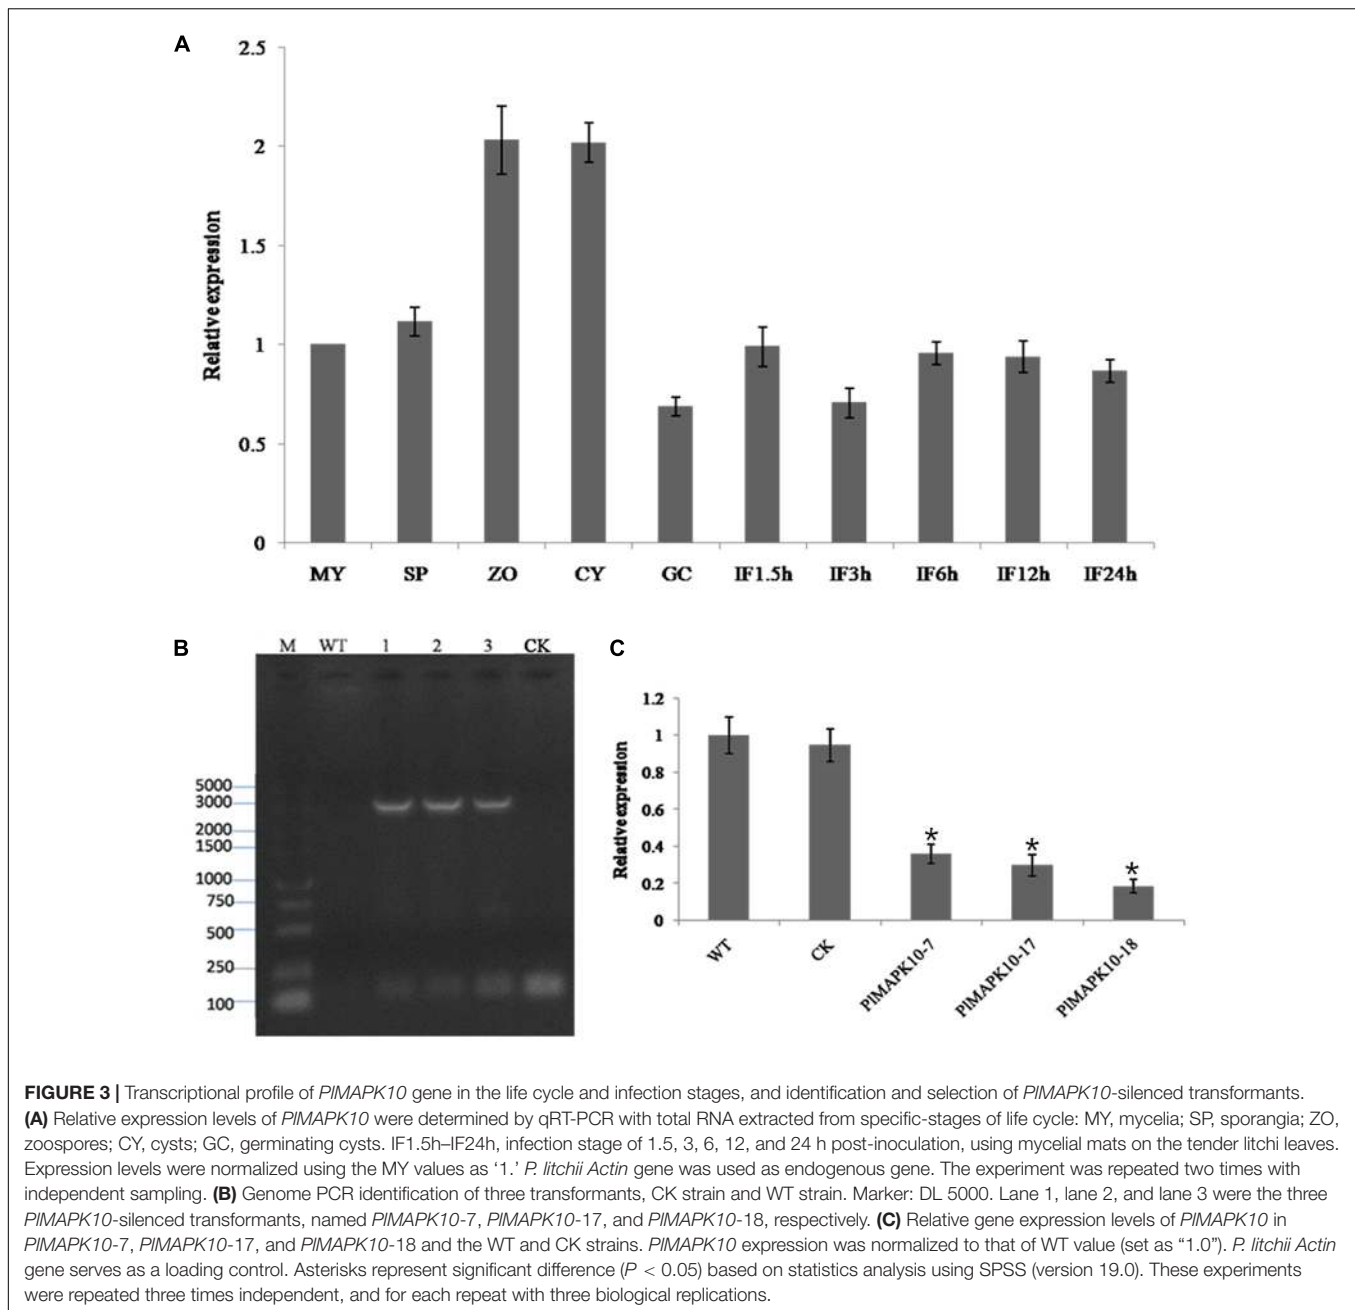 A
2.5
2
1.5
1
0.5
0
Relative expression
MY SP ZO CY GC IF1.5h IF3h IF6h IF12h IF24h
B
M WT 1 2 3 CK
5000
3000
2000
1500
1000
750
500
250
100
C
1.2
1
0.8
0.6
0.4
0.2
0
Relative expression
* * *
WT CK PlMAPK10-7 PlMAPK10-17 PlMAPK10-18
FIGURE 3 | Transcriptional profile of PlMAPK10 gene in the life cycle and infection stages, and identification and selection of PlMAPK10-silenced transformants.
(A) Relative expression levels of PlMAPK10 were determined by qRT-PCR with total RNA extracted from specific-stages of life cycle: MY, mycelia; SP, sporangia; ZO,
zoospores; CY, cysts; GC, germinating cysts. IF1.5h–IF24h, infection stage of 1.5, 3, 6, 12, and 24 h post-inoculation, using mycelial mats on the tender litchi leaves.
Expression levels were normalized using the MY values as ‘1.’ P. litchii Actin gene was used as endogenous gene. The experiment was repeated two times with
independent sampling. (B) Genome PCR identification of three transformants, CK strain and WT strain. Marker: DL 5000. Lane 1, lane 2, and lane 3 were the three
PlMAPK10-silenced transformants, named PlMAPK10-7, PlMAPK10-17, and PlMAPK10-18, respectively. (C) Relative gene expression levels of PlMAPK10 in
PlMAPK10-7, PlMAPK10-17, and PlMAPK10-18 and the WT and CK strains. PlMAPK10 expression was normalized to that of WT value (set as “1.0”). P. litchii Actin
gene serves as a loading control. Asterisks represent significant difference (P < 0.05) based on statistics analysis using SPSS (version 19.0). These experiments
were repeated three times independent, and for each repeat with three biological replications.